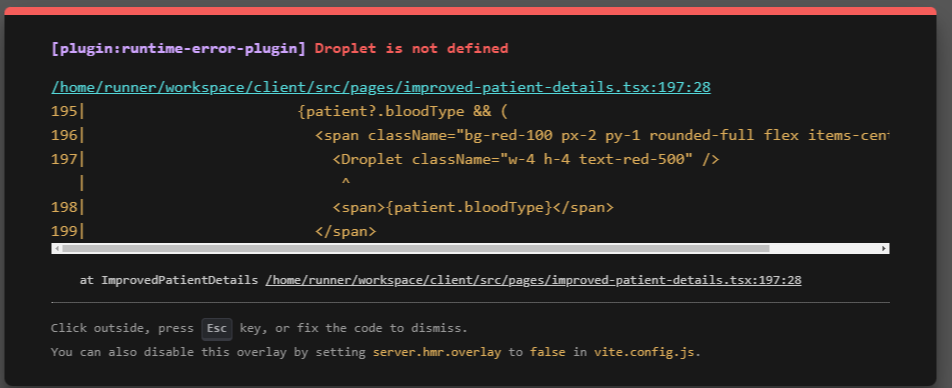 [plugin:runtime-error-plugin] Droplet is not defined
/home/runner/workspace/client/src/pages/improved-patient-details.tsx:197:28
195|                        {patient?.bloodType && (
196|                          <span className="bg-red-100 px-2 py-1 rounded-full flex items-cent
197|                            <Droplet className="w-4 h-4 text-red-500" />
   |                             ^
198|                            <span>{patient.bloodType}</span>
199|                          </span>
at ImprovedPatientDetails /home/runner/workspace/client/src/pages/improved-patient-details.tsx:197:28
Click outside, press Esc key, or fix the code to dismiss.
You can also disable this overlay by setting server.hmr.overlay to false in vite.config.js.